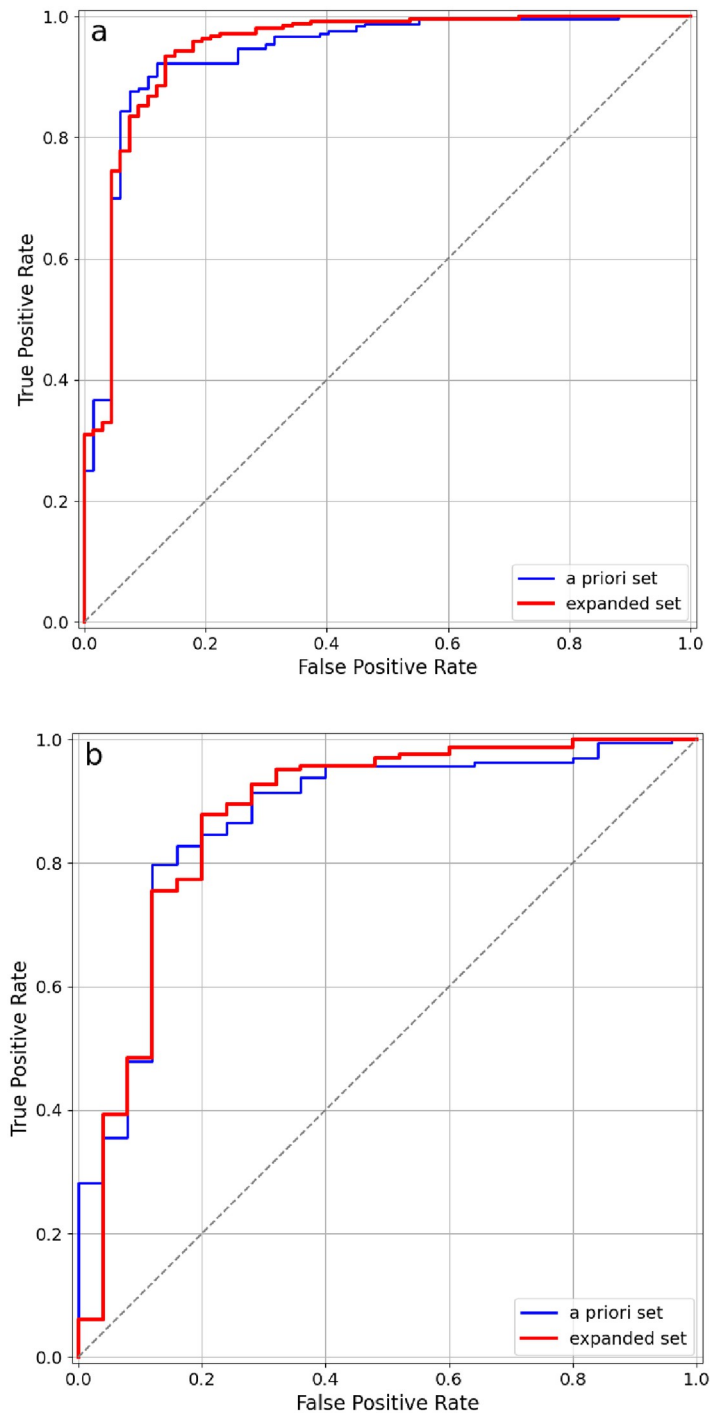 a
1.0
0.8
0.6
0.4
0.2
0.0
True Positive Rate
a priori set
expanded set
0.0 0.2 0.4 0.6 0.8 1.0
False Positive Rate
b
1.0
0.8
0.6
0.4
0.2
0.0
True Positive Rate
a priori set
expanded set
0.0 0.2 0.4 0.6 0.8 1.0
False Positive Rate